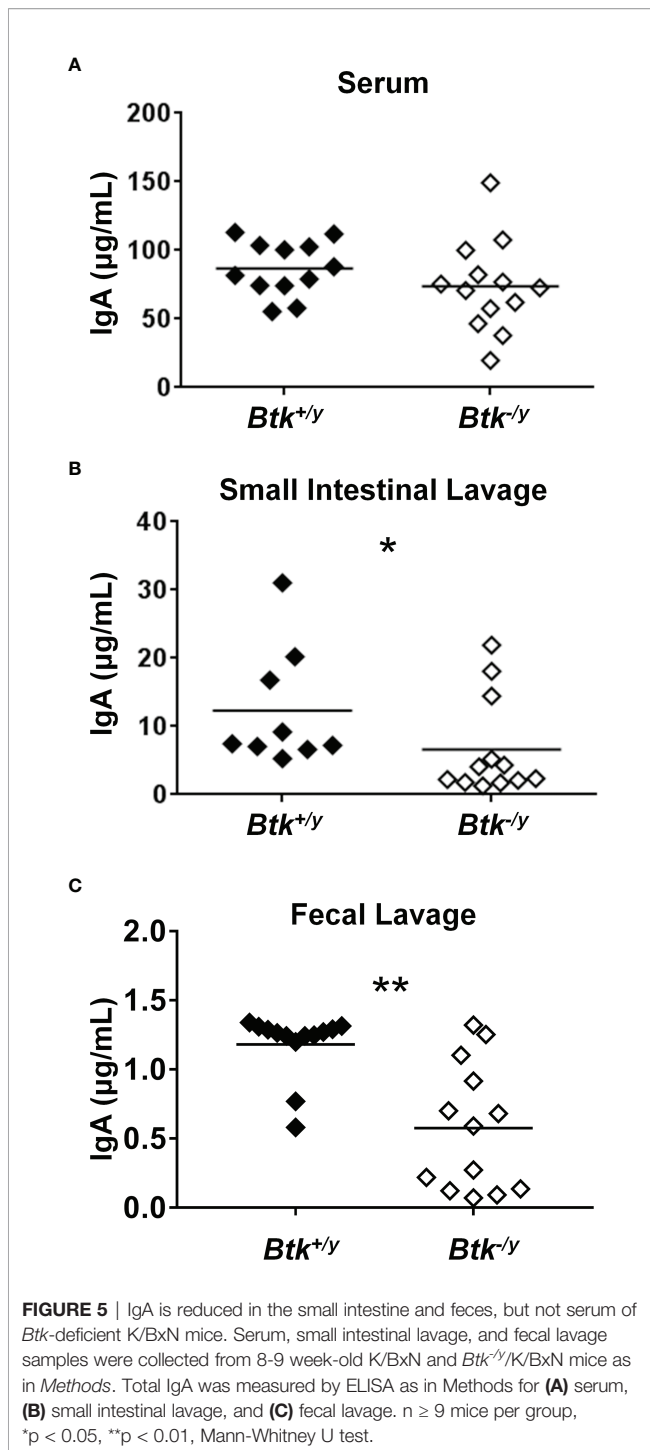 A
Serum
200
150
100
50
0
IgA (µg/mL)
Btk+/y
Btk-/y
B
Small Intestinal Lavage
40
30
20
10
0
IgA (µg/mL)
*
Btk+/y
Btk-/y
C
Fecal Lavage
2.0
1.5
1.0
0.5
0.0
IgA (µg/mL)
**
Btk+/y
Btk-/y
FIGURE 5 | IgA is reduced in the small intestine and feces, but not serum of
Btk-deficient K/BxN mice. Serum, small intestinal lavage, and fecal lavage
samples were collected from 8-9 week-old K/BxN and Btk-/y/K/BxN mice as
in Methods. Total IgA was measured by ELISA as in Methods for (A) serum,
(B) small intestinal lavage, and (C) fecal lavage. n ≥ 9 mice per group,
*p < 0.05, **p < 0.01, Mann-Whitney U test.